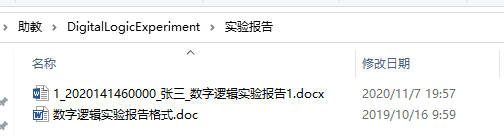 助教 > DigitalLogicExperiment > 实验报告
名称 修改日期
1_2020141460000_张三_数字逻辑实验报告1.docx 2020/11/7 19:57
数字逻辑实验报告格式.doc 2019/10/16 9:59